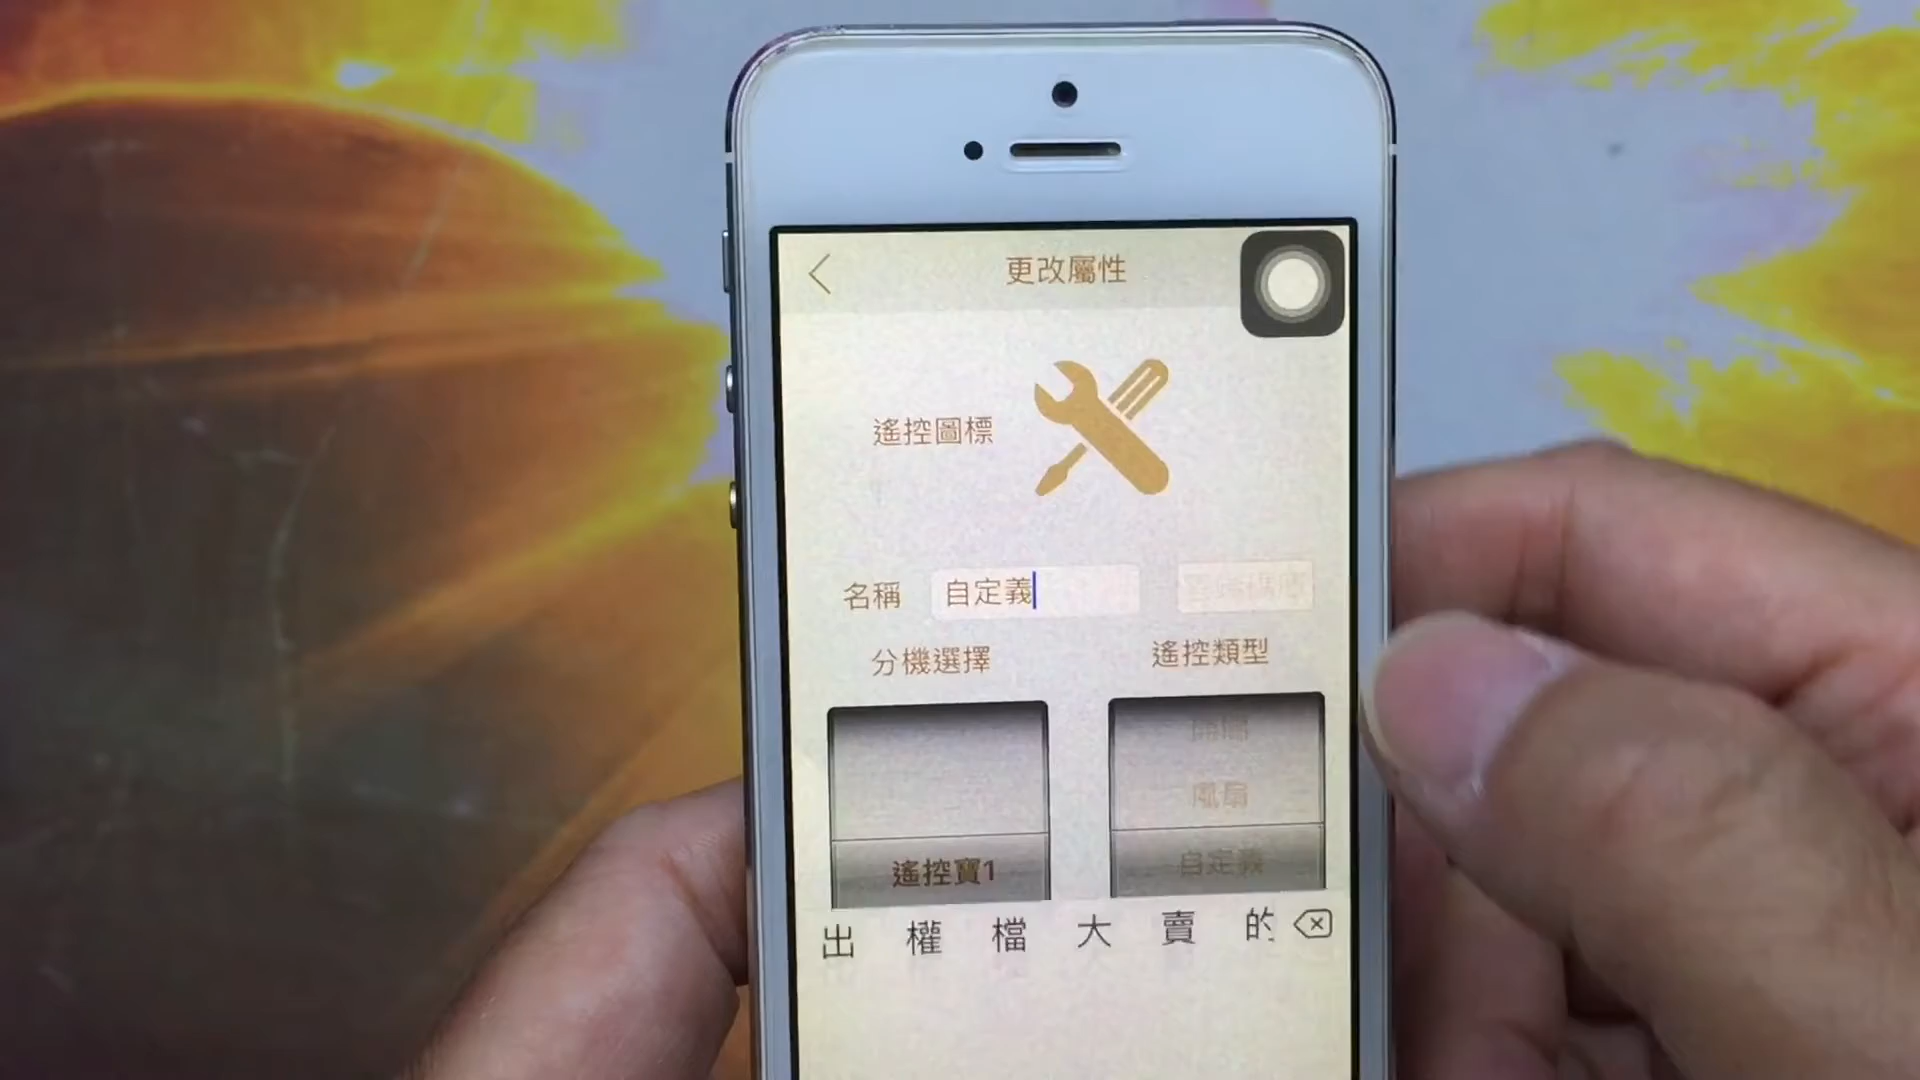 更改屬性
遙控圖標
名稱 自定義
分機選擇 遙控類型
風扇
遙控寶1 自定義
出 權 檔 大 賣 的